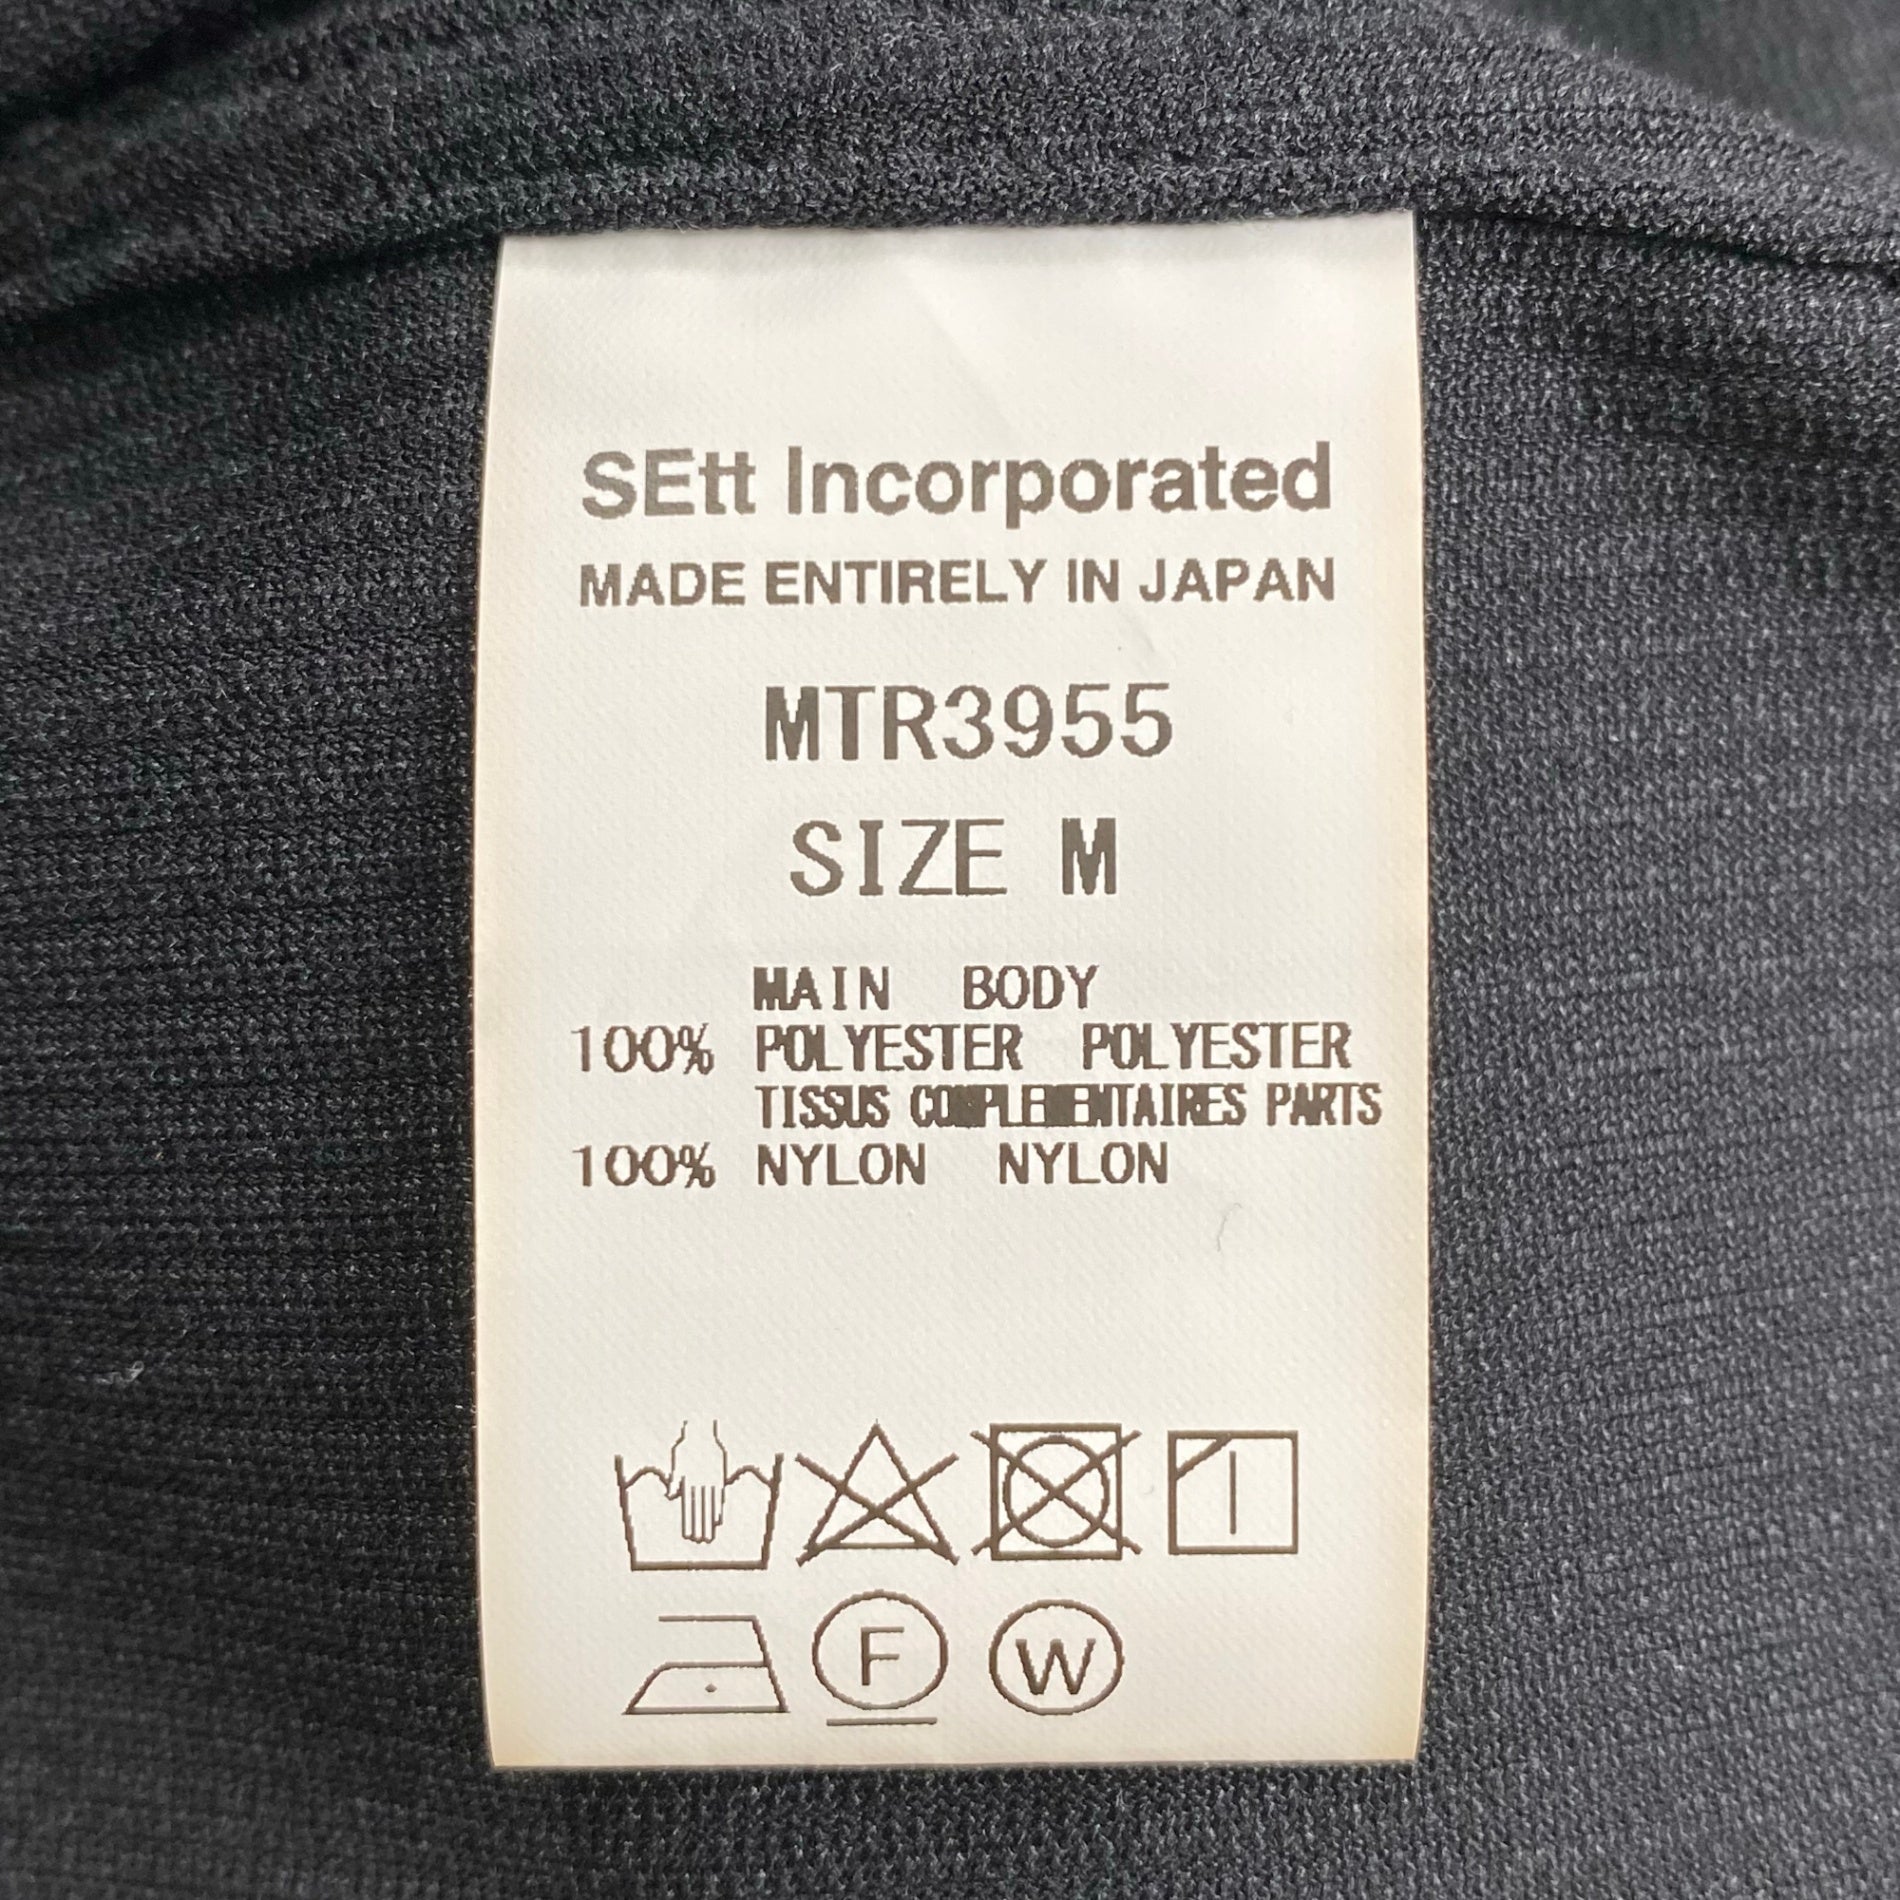 SEtt Incorporated
MADE ENTIRELY IN JAPAN
MTR3955
SIZE M
MAIN BODY
100% POLYESTER POLYESTER
TISSUS COMPLEMENTAIRES PARTS
100% NYLON NYLON
F W